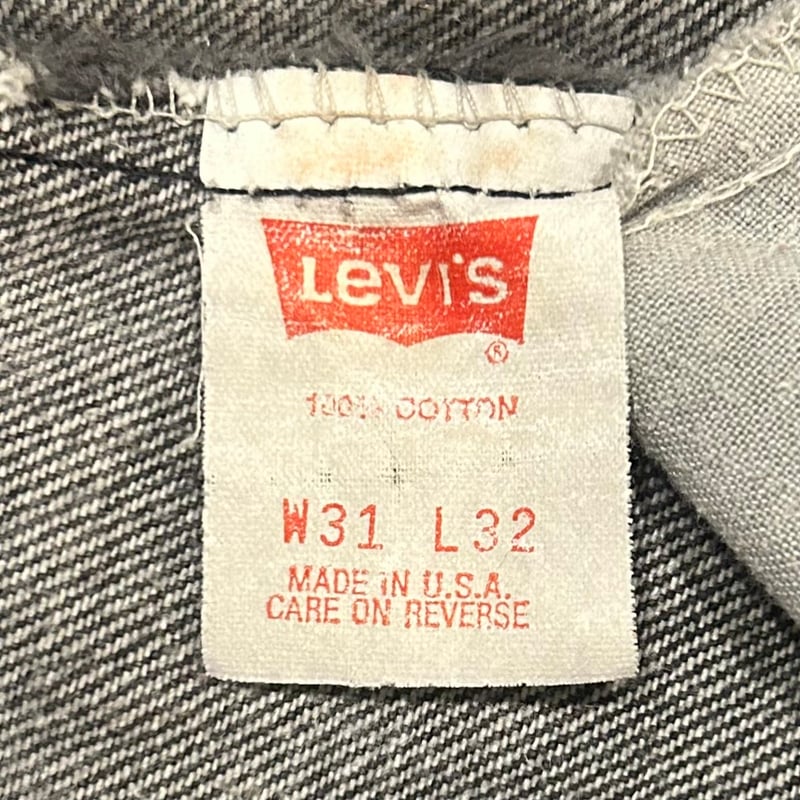 Levi's
®
100% COTTON
W31 L32
MADE IN U.S.A.
CARE ON REVERSE